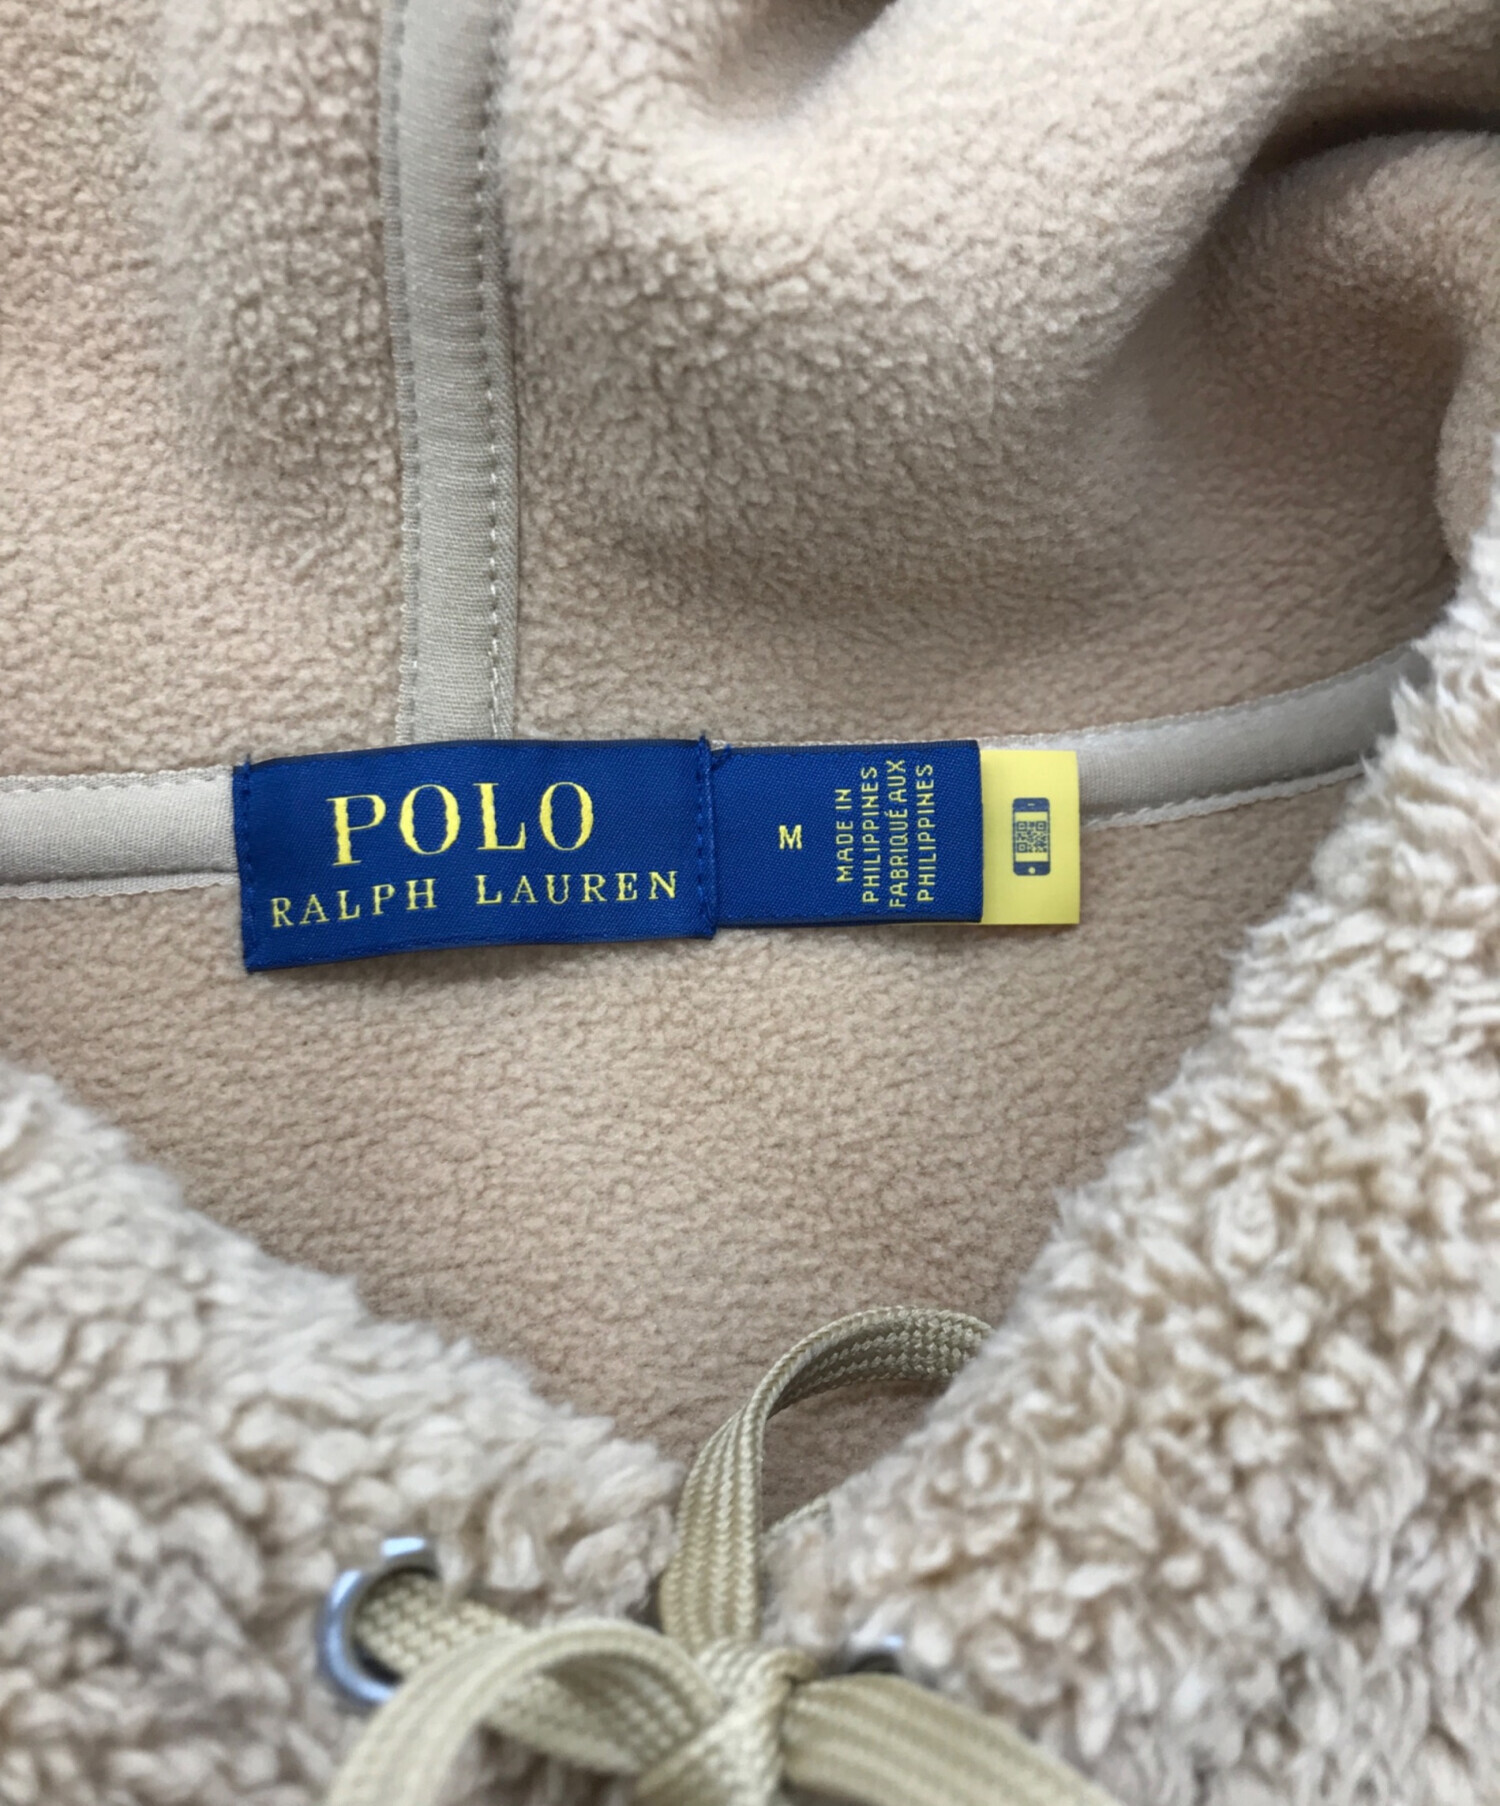 POLO
RALPH LAUREN
M
MADE IN
PHILIPPINES
FABRIQUÉ AUX
PHILIPPINES